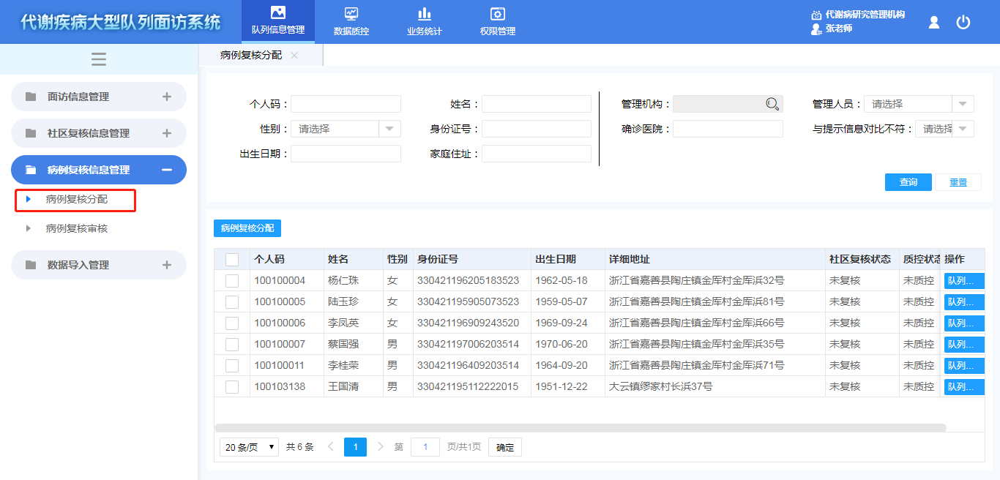 代谢疾病大型队列面访系统
队列信息管理
数据质控
业务统计
权限管理
代谢病研究管理机构
张老师
面访信息管理
社区复核信息管理
病例复核信息管理
病例复核分配
病例复核审核
数据导入管理
病例复核分配
个人码：
姓名：
管理机构：
管理人员： 请选择
性别： 请选择
身份证号：
确诊医院：
与提示信息对比不符： 请选择
出生日期：
家庭住址：
查询 重置
病例复核分配
个人码 姓名 性别 身份证号 出生日期 详细地址 社区复核状态 质控状态 操作
100100004 杨仁珠 女 330421196205183523 1962-05-18 浙江省嘉善县陶庄镇金厍村金厍浜32号 未复核 未质控 队列...
100100005 陆玉珍 女 330421195905073523 1959-05-07 浙江省嘉善县陶庄镇金厍村金厍浜81号 未复核 未质控 队列...
100100006 李凤英 女 330421196909243520 1969-09-24 浙江省嘉善县陶庄镇金厍村金厍浜66号 未复核 未质控 队列...
100100007 蔡国强 男 330421197006203514 1970-06-20 浙江省嘉善县陶庄镇金厍村金厍浜35号 未复核 未质控 队列...
100100011 李桂荣 男 330421196409203514 1964-09-20 浙江省嘉善县陶庄镇金厍村金厍浜71号 未复核 未质控 队列...
100103138 王国清 男 330421195112222015 1951-12-22 大云镇缪家村长浜37号 未复核 未质控 队列...
20 条/页 共 6 条 1 第 1 页/共1页 确定